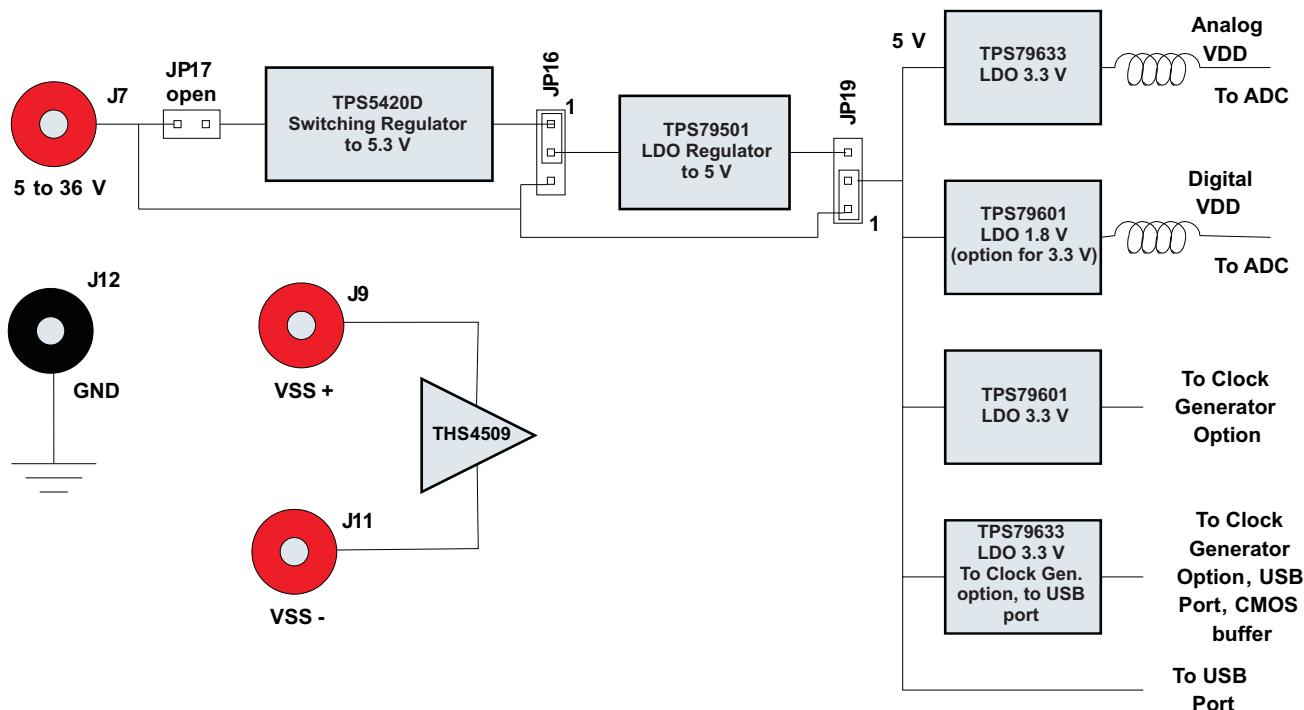 J7
5 to 36 V
JP17
open
TPS5420D
Switching Regulator
to 5.3 V
JP16
1
TPS79501
LDO Regulator
to 5 V
JP19
1
5 V
TPS79633
LDO 3.3 V
Analog
VDD
To ADC
TPS79601
LDO 1.8 V
(option for 3.3 V)
Digital
VDD
To ADC
J12
GND
J9
VSS +
THS4509
J11
VSS -
TPS79601
LDO 3.3 V
To Clock
Generator
Option
TPS79633
LDO 3.3 V
To Clock Gen.
option, to USB
port
To Clock
Generator
Option, USB
Port, CMOS
buffer
To USB
Port